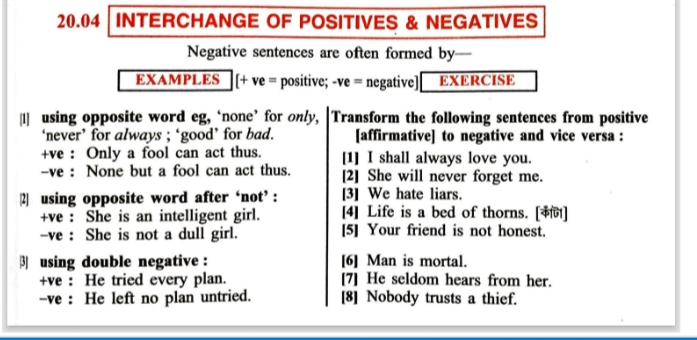 20.04 INTERCHANGE OF POSITIVES & NEGATIVES
Negative sentences are often formed by—
EXAMPLES [+ ve = positive; -ve = negative] EXERCISE
[1] using opposite word eg, ‘none’ for only,
‘never’ for always ; ‘good’ for bad.
+ve : Only a fool can act thus.
–ve : None but a fool can act thus.
[2] using opposite word after ‘not’ :
+ve : She is an intelligent girl.
–ve : She is not a dull girl.
[3] using double negative :
+ve : He tried every plan.
–ve : He left no plan untried.
Transform the following sentences from positive
[affirmative] to negative and vice versa :
[1] I shall always love you.
[2] She will never forget me.
[3] We hate liars.
[4] Life is a bed of thorns. [কাঁটা]
[5] Your friend is not honest.
[6] Man is mortal.
[7] He seldom hears from her.
[8] Nobody trusts a thief.